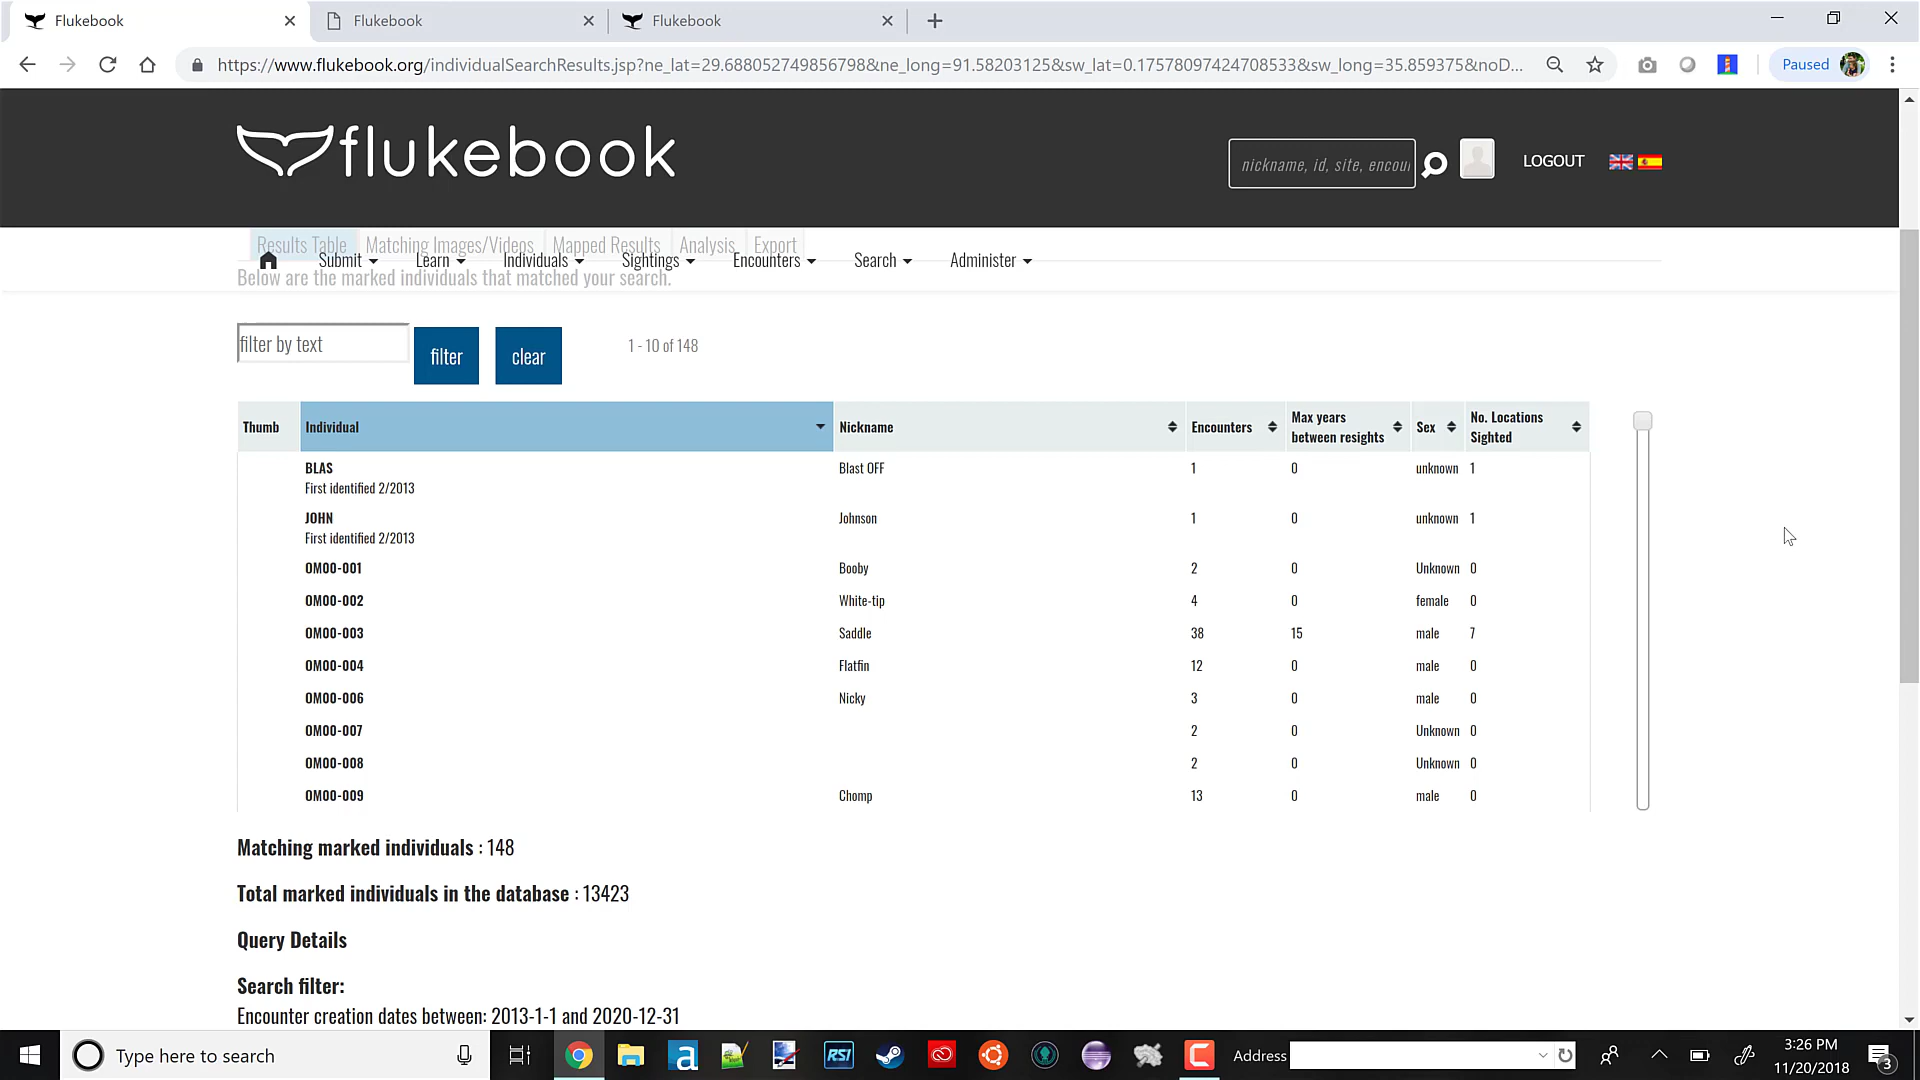 Flukebook
Flukebook
Flukebook
https://www.flukebook.org/individualSearchResults.jsp?ne_lat=29.688052749856798&ne_long=91.58203125&sw_lat=0.17578097424708533&sw_long=35.859375&noD...
Paused
flukebook
nickname, id, site, encou
LOGOUT
Results Table Matching Images/Videos Mapped Results Analysis Export
Submit Learn Individuals Sightings Encounters Search Administer
Below are the marked individuals that matched your search.
filter by text filter clear 1 - 10 of 148
Thumb Individual Nickname Encounters Max years between resights Sex No. Locations Sighted
BLAS Blast OFF 1 0 unknown 1
First identified 2/2013
JOHN Johnson 1 0 unknown 1
First identified 2/2013
OM00-001 Booby 2 0 Unknown 0
OM00-002 White-tip 4 0 female 0
OM00-003 Saddle 38 15 male 7
OM00-004 Flatfin 12 0 male 0
OM00-006 Nicky 3 0 male 0
OM00-007 2 0 Unknown 0
OM00-008 2 0 Unknown 0
OM00-009 Chomp 13 0 male 0
Matching marked individuals : 148
Total marked individuals in the database : 13423
Query Details
Search filter:
Encounter creation dates between: 2013-1-1 and 2020-12-31
Type here to search
RSI
Address
3:26 PM
11/20/2018
3